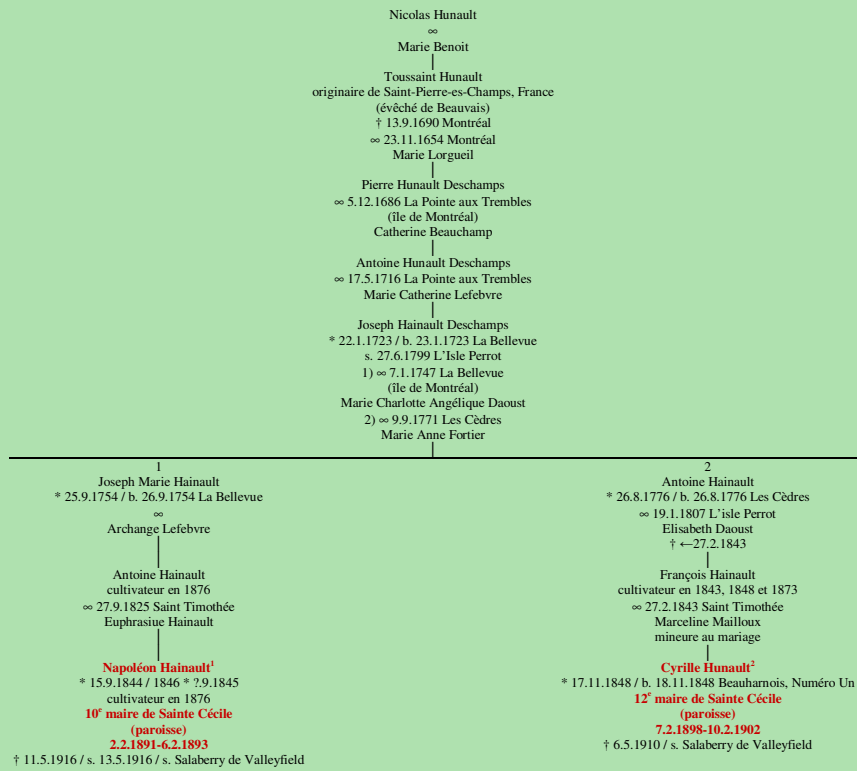 Nicolas Hunault
∞
Marie Benoit
Toussaint Hunault
originaire de Saint-Pierre-es-Champs, France
(évêché de Beauvais)
† 13.9.1690 Montréal
∞ 23.11.1654 Montréal
Marie Lorgueil
Pierre Hunault Deschamps
∞ 5.12.1686 La Pointe aux Trembles
(île de Montréal)
Catherine Beauchamp
Antoine Hunault Deschamps
∞ 17.5.1716 La Pointe aux Trembles
Marie Catherine Lefebvre
Joseph Hainault Deschamps
* 22.1.1723 / b. 23.1.1723 La Bellevue
s. 27.6.1799 L'Isle Perrot
1) ∞ 7.1.1747 La Bellevue
(île de Montréal)
Marie Charlotte Angélique Daoust
2) ∞ 9.9.1771 Les Cèdres
Marie Anne Fortier
1
Joseph Marie Hainault
* 25.9.1754 / b. 26.9.1754 La Bellevue
∞
Archange Lefebvre
Antoine Hainault
cultivateur en 1876
∞ 27.9.1825 Saint Timothée
Euphrasiue Hainault
Napoléon Hainault¹
* 15.9.1844 / 1846 * ?.9.1845
cultivateur en 1876
10ᵉ maire de Sainte Cécile
(paroisse)
2.2.1891-6.2.1893
† 11.5.1916 / s. 13.5.1916 / s. Salaberry de Valleyfield
2
Antoine Hainault
* 26.8.1776 / b. 26.8.1776 Les Cèdres
∞ 19.1.1807 L'isle Perrot
Elisabeth Daoust
† ←27.2.1843
François Hainault
cultivateur en 1843, 1848 et 1873
∞ 27.2.1843 Saint Timothée
Marceline Mailloux
mineure au mariage
Cyrille Hunault²
* 17.11.1848 / b. 18.11.1848 Beauharnois, Numéro Un
12ᵉ maire de Sainte Cécile
(paroisse)
7.2.1898-10.2.1902
† 6.5.1910 / s. Salaberry de Valleyfield